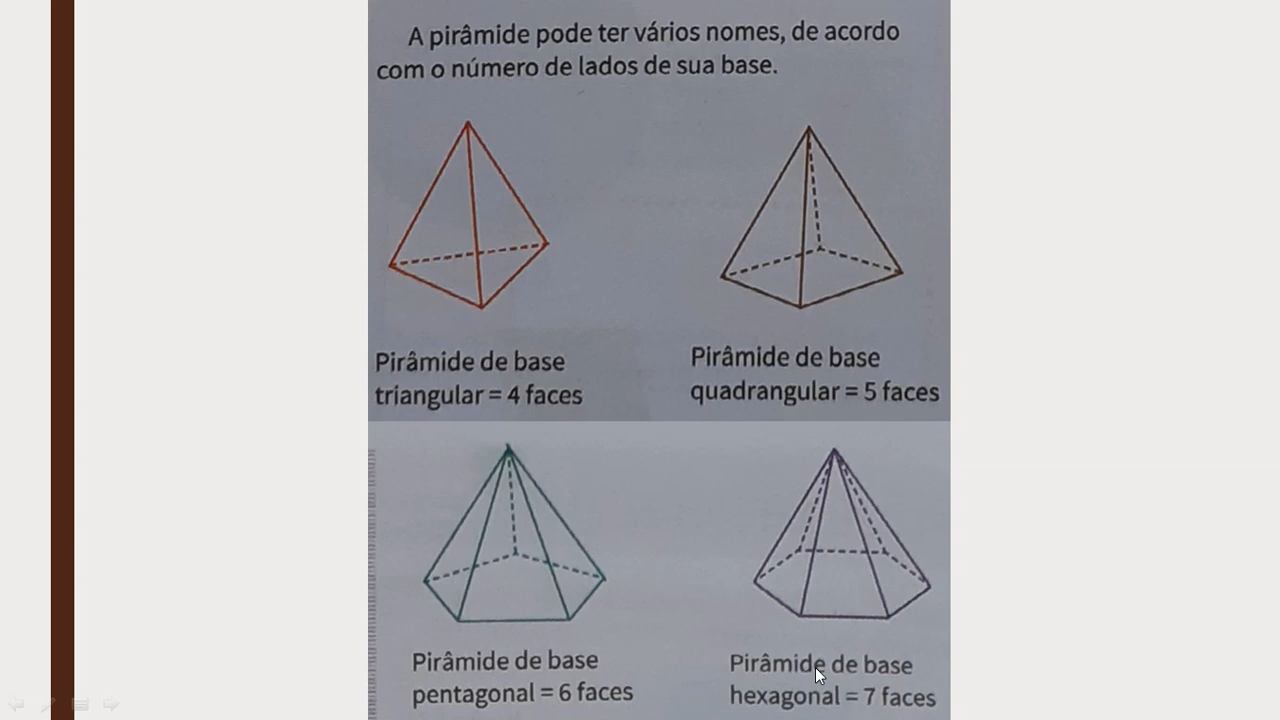 A pirâmide pode ter vários nomes, de acordo
com o número de lados de sua base.
Pirâmide de base
triangular = 4 faces
Pirâmide de base
quadrangular = 5 faces
Pirâmide de base
pentagonal = 6 faces
Pirâmide de base
hexagonal = 7 faces